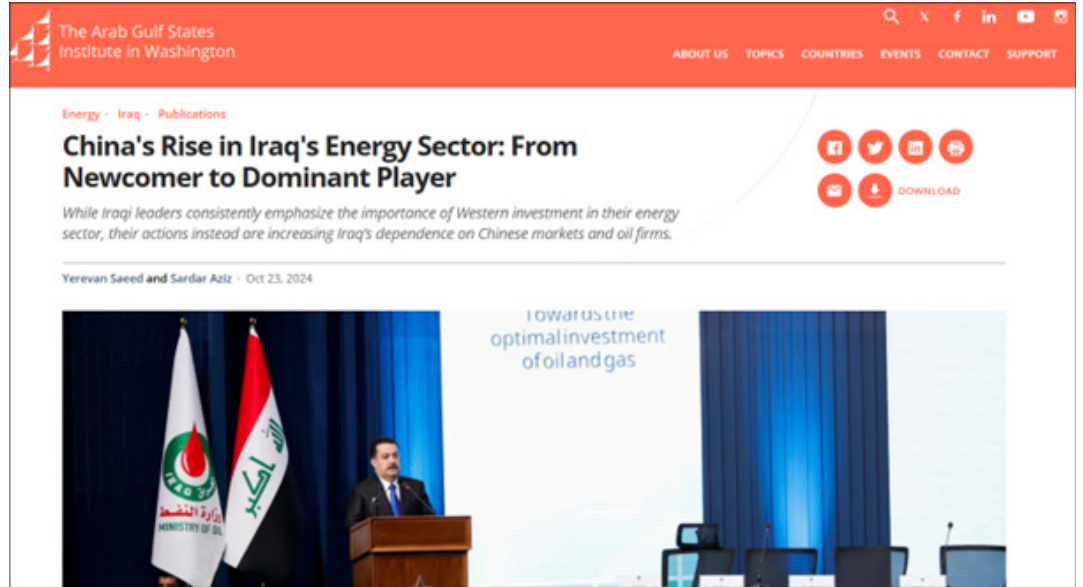 The Arab Gulf States
Institute in Washington
ABOUT US TOPICS COUNTRIES EVENTS CONTACT SUPPORT
Energy - Iraq - Publications
China's Rise in Iraq's Energy Sector: From
Newcomer to Dominant Player
While Iraqi leaders consistently emphasize the importance of Western investment in their energy
sector, their actions instead are increasing Iraq's dependence on Chinese markets and oil firms.
DOWNLOAD
Yerevan Saeed and Sardar Aziz - Oct 23, 2024
Towards the
optimal investment
of oil and gas
الله اكبر
وزارة النفط
MINISTRY OF OIL